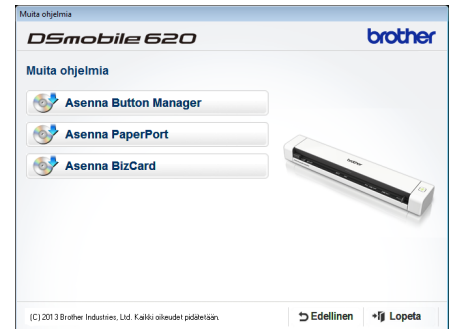 Muita ohjelmia
DSmobile 620
brother
Muita ohjelmia
Asenna Button Manager
Asenna PaperPort
Asenna BizCard
brother
(C) 2013 Brother Industries, Ltd. Kaikki oikeudet pidätetään.
Edellinen
Lopeta